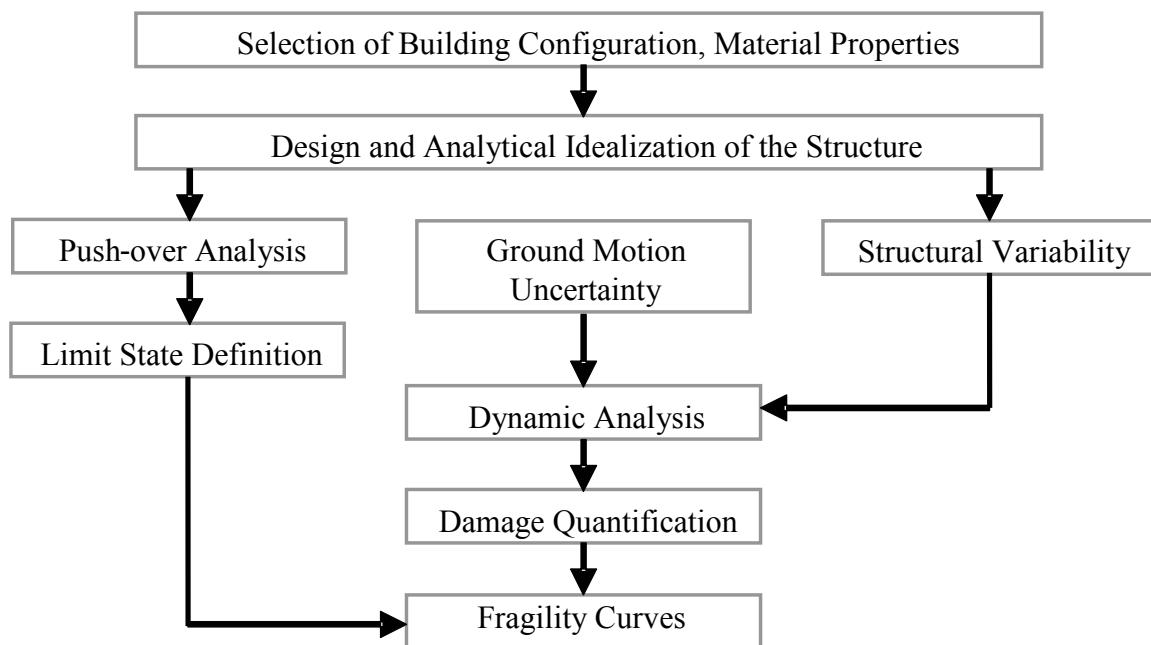 Selection of Building Configuration, Material Properties
Design and Analytical Idealization of the Structure
Push-over Analysis
Ground Motion
Uncertainty
Structural Variability
Limit State Definition
Dynamic Analysis
Damage Quantification
Fragility Curves